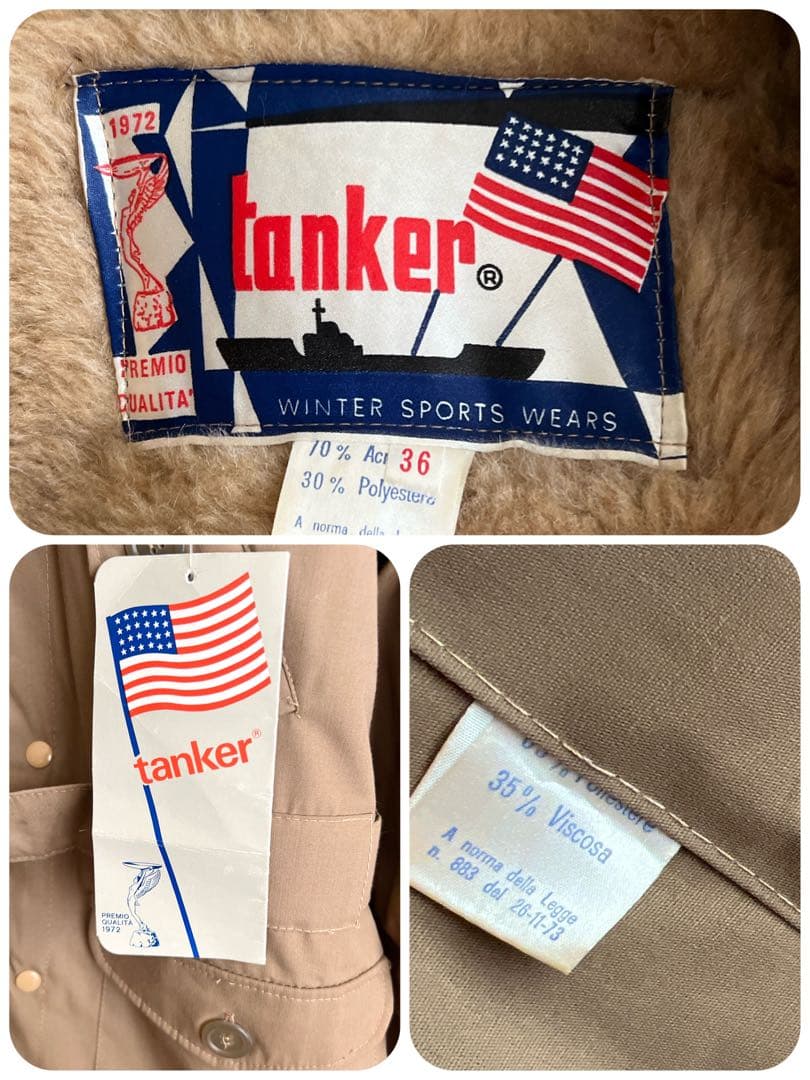 1972
tanker®
PREMIO
QUALITA'
WINTER SPORTS WEARS
70% Acr 36
30% Polyestere
A norma della
tanker®
PREMIO
QUALITA
1972
Poliestere
35% Viscosa
A norma della Legge
n. 883 del 26-11-73